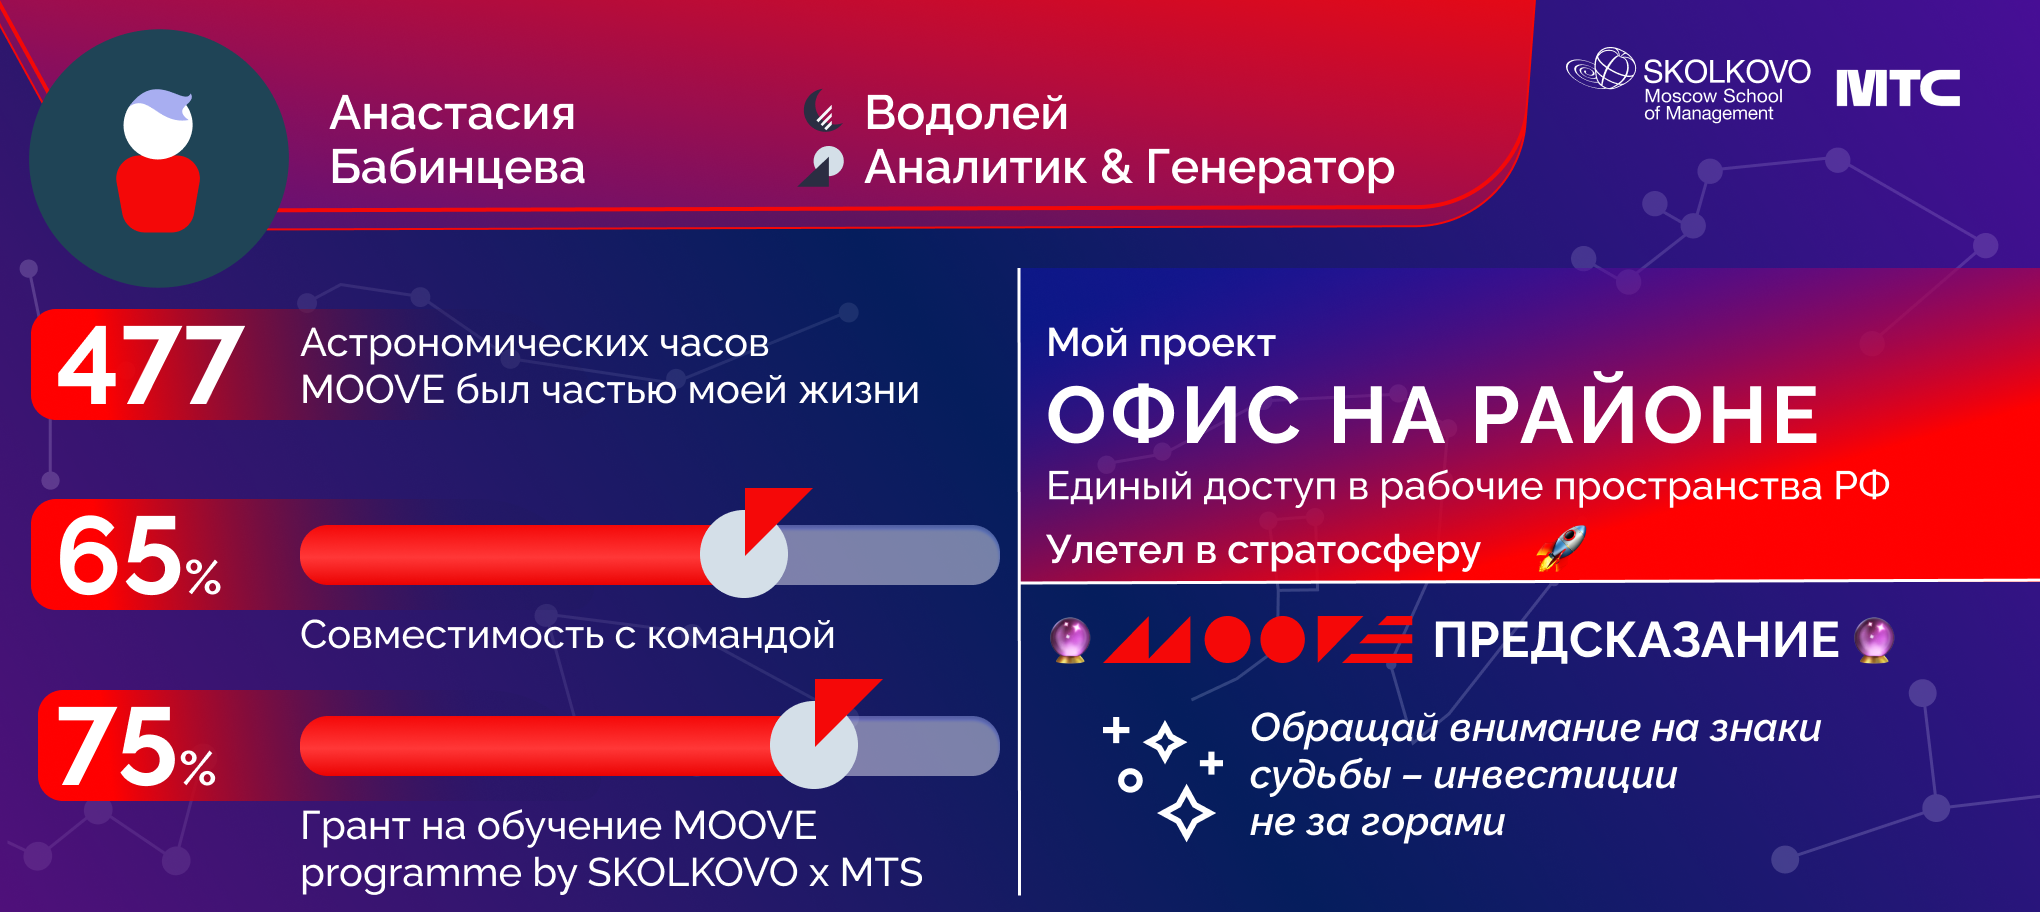 Анастасия
Бабинцева
Водолей
Аналитик & Генератор
SKOLKOVO
Moscow School
of Management
МТС
477
Астрономических часов
MOOVE был частью моей жизни
65%
Совместимость с командой
75%
Грант на обучение MOOVE
programme by SKOLKOVO x MTS
Мой проект
ОФИС НА РАЙОНЕ
Единый доступ в рабочие пространства РФ
Улетел в стратосферу
MOOVE ПРЕДСКАЗАНИЕ
Обращай внимание на знаки
судьбы – инвестиции
не за горами